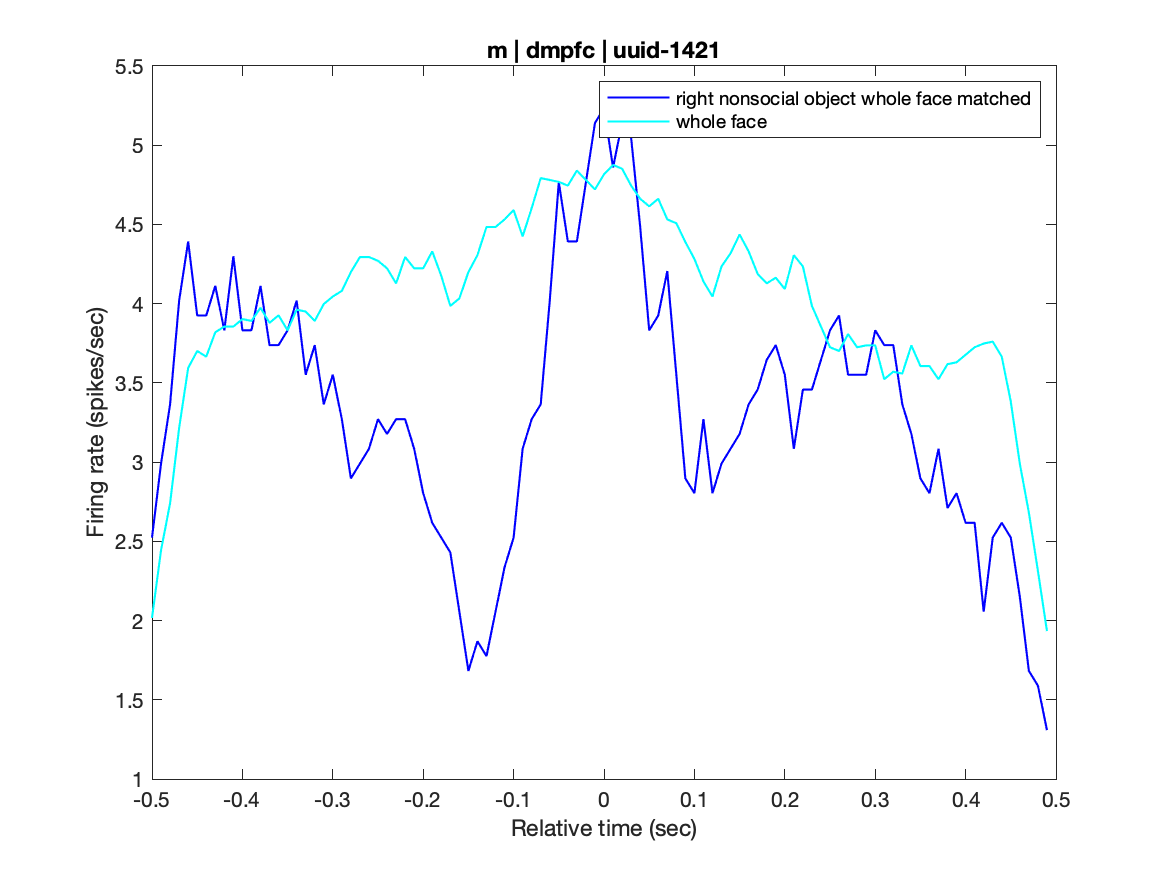 m | dmpfc | uuid-1421
right nonsocial object whole face matched
whole face
5.5
5
4.5
4
3.5
3
2.5
2
1.5
1
Firing rate (spikes/sec)
-0.5 -0.4 -0.3 -0.2 -0.1 0 0.1 0.2 0.3 0.4 0.5
Relative time (sec)